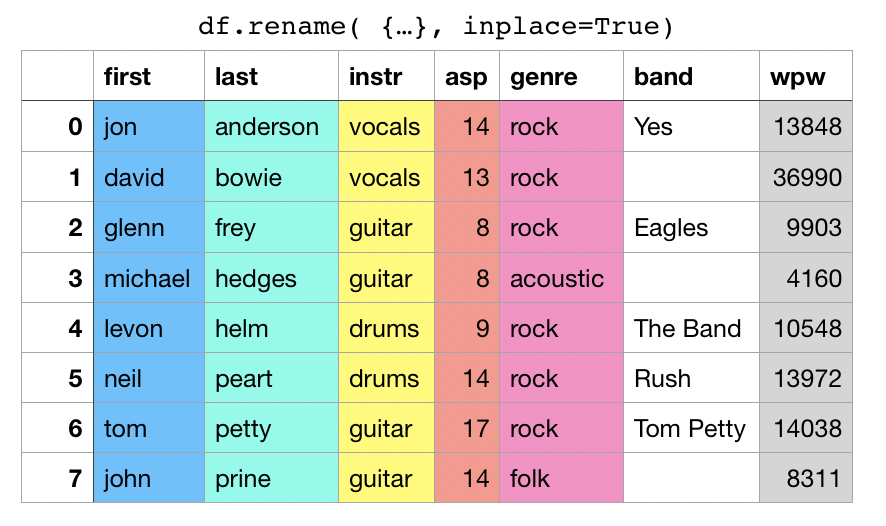 df.rename( {…}, inplace=True)
first last instr asp genre band wpw
0 jon anderson vocals 14 rock Yes 13848
1 david bowie vocals 13 rock 36990
2 glenn frey guitar 8 rock Eagles 9903
3 michael hedges guitar 8 acoustic 4160
4 levon helm drums 9 rock The Band 10548
5 neil peart drums 14 rock Rush 13972
6 tom petty guitar 17 rock Tom Petty 14038
7 john prine guitar 14 folk 8311